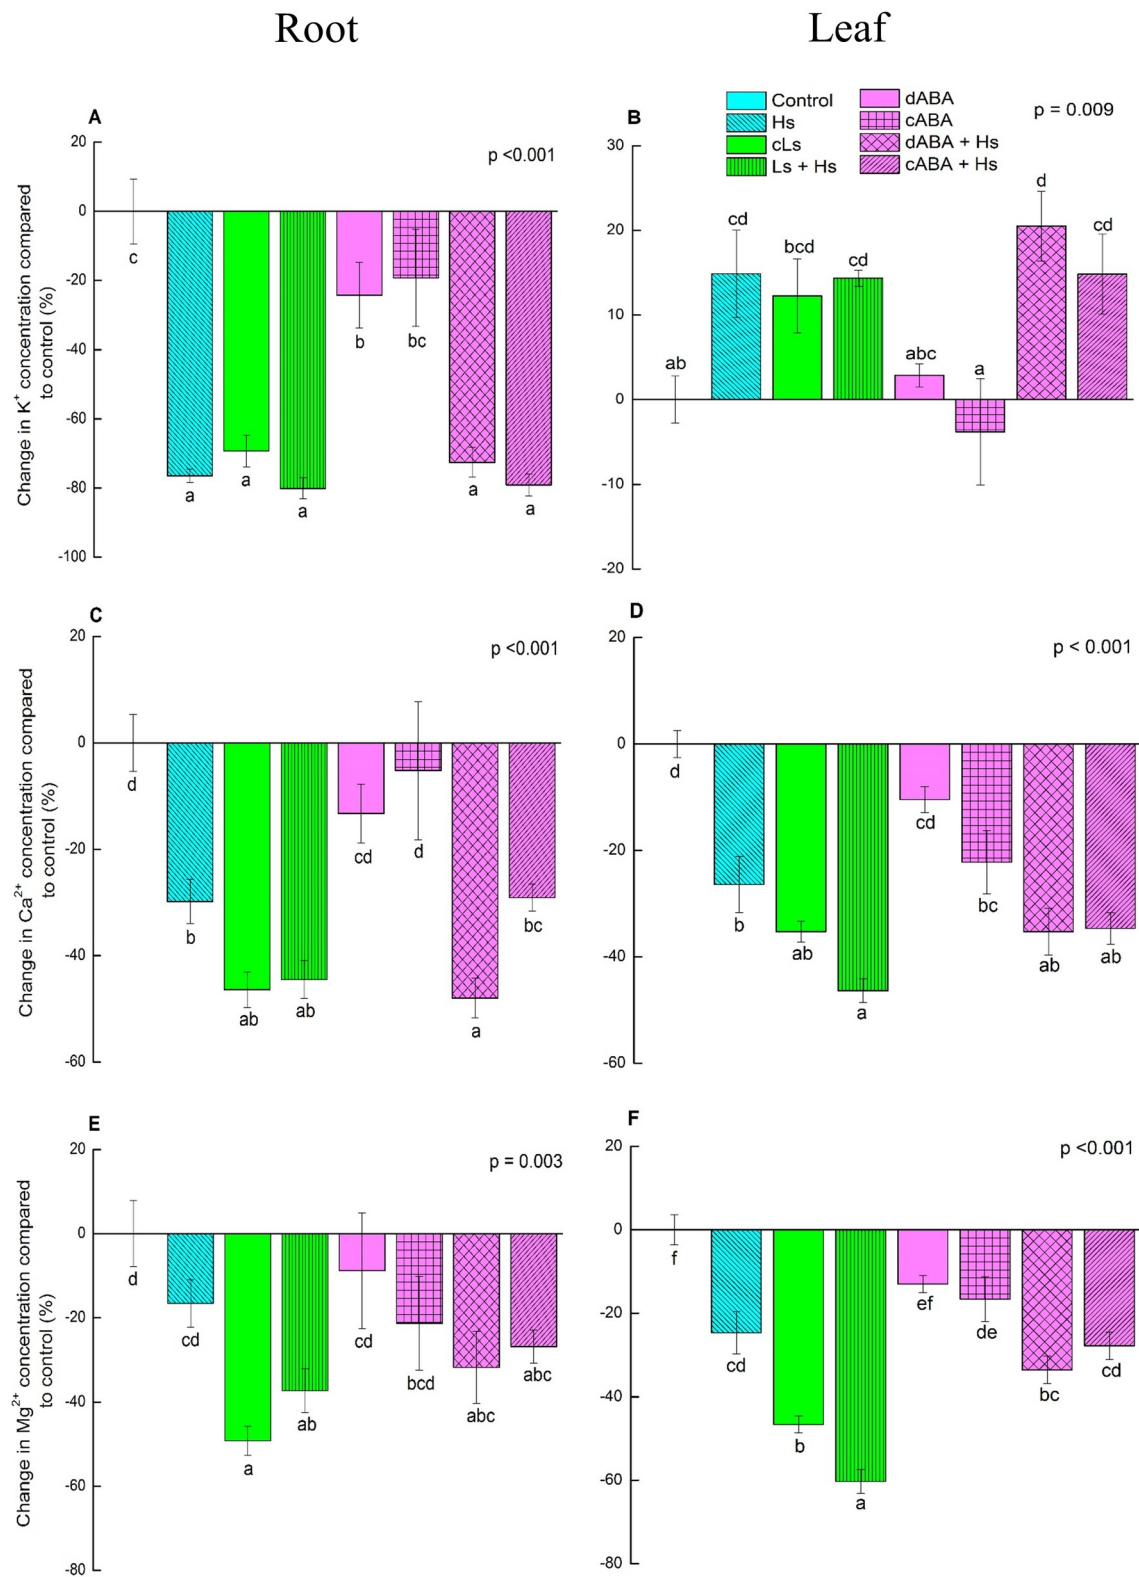 Root
Leaf
A
p <0.001
20
0
-20
-40
-60
-80
-100
Change in K+ concentration compared
to control (%)
c
a
a
a
b
bc
a
a
B
Control
Hs
cLs
Ls + Hs
dABA
cABA
dABA + Hs
cABA + Hs
p = 0.009
30
20
10
0
-10
-20
ab
cd
bcd
cd
abc
a
d
cd
C
p <0.001
20
0
-20
-40
-60
Change in Ca2+ concentration compared
to control (%)
d
b
ab
ab
cd
d
a
bc
D
p < 0.001
20
0
-20
-40
-60
d
b
ab
a
cd
bc
ab
ab
E
p = 0.003
20
0
-20
-40
-60
-80
Change in Mg2+ concentration compared
to control (%)
d
cd
a
ab
cd
bcd
abc
abc
F
p <0.001
20
0
-20
-40
-60
-80
f
cd
b
a
ef
de
bc
cd